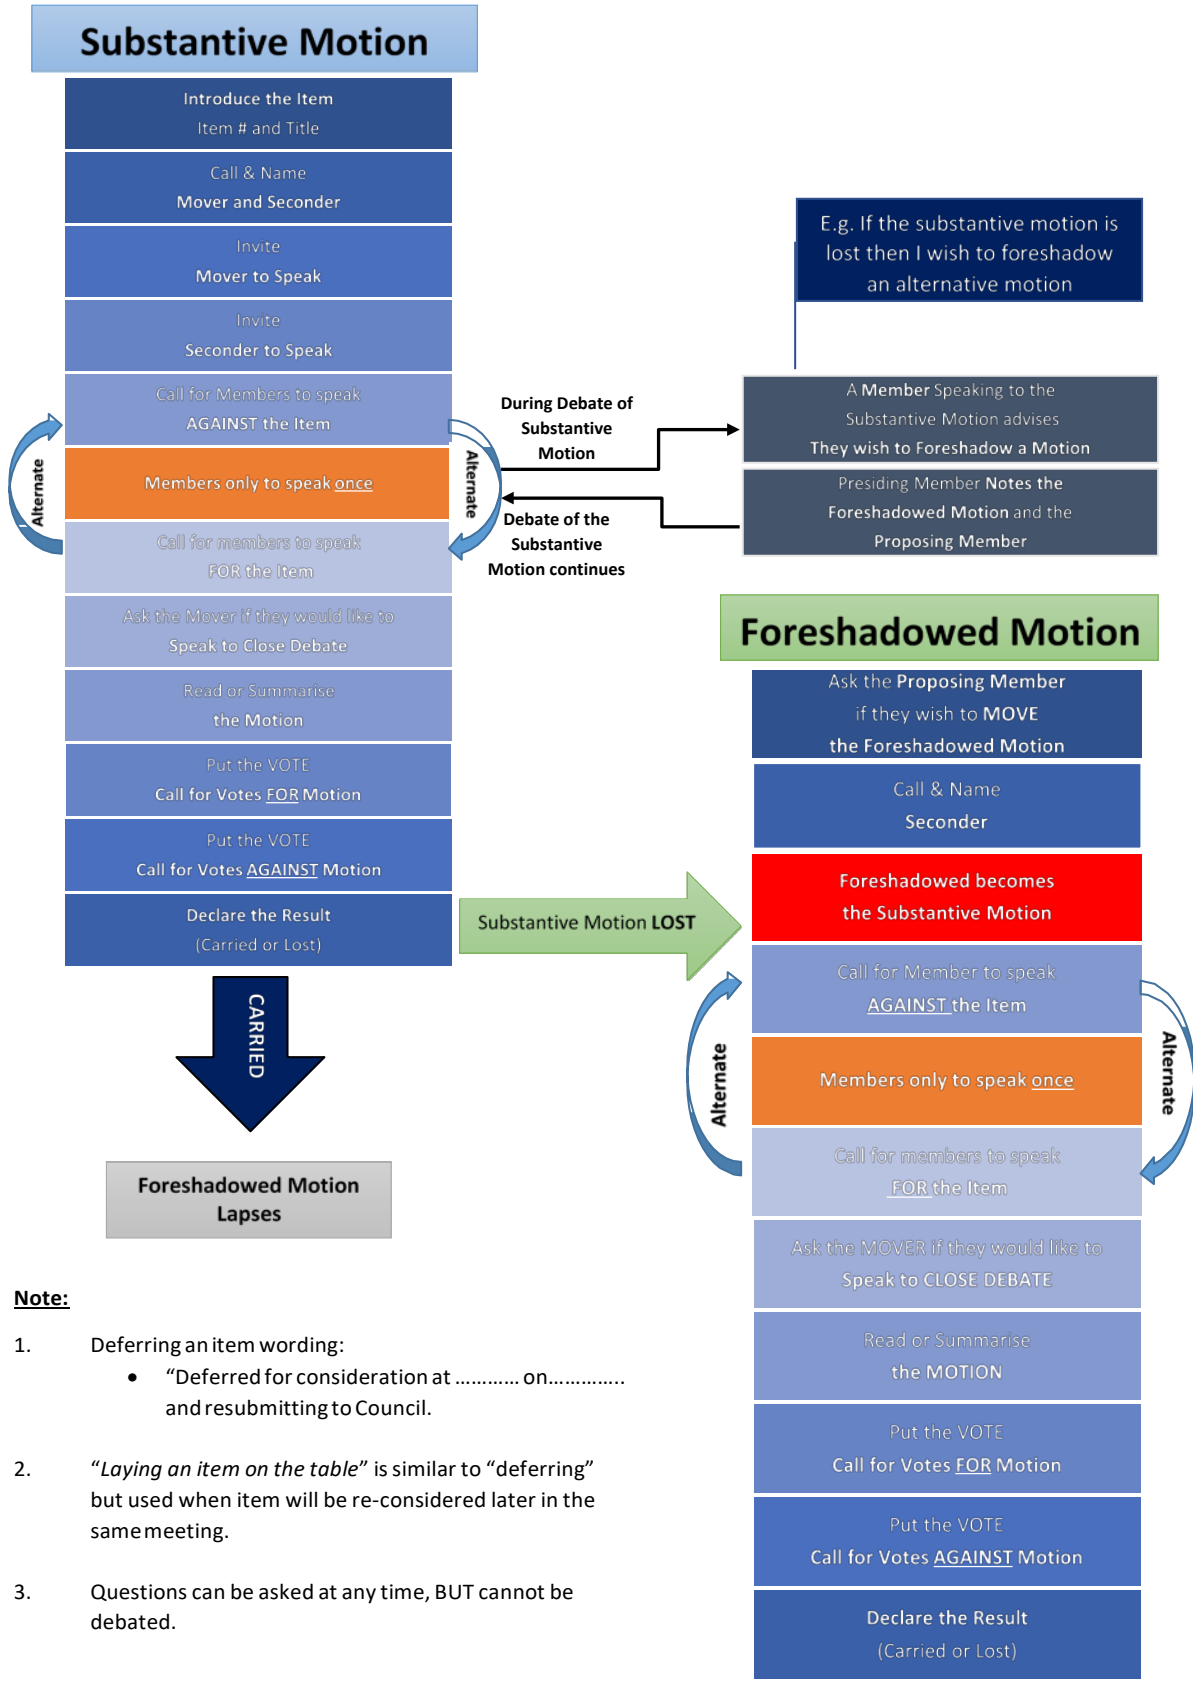 Substantive Motion
Introduce the Item
Item # and Title
Call & Name
Mover and Seconder
Invite
Mover to Speak
Invite
Seconder to Speak
Call for Members to speak
AGAINST the Item
Members only to speak once
Call for members to speak
FOR the Item
Ask the Mover if they would like to
Speak to Close Debate
Read or Summarise
the Motion
Put the VOTE
Call for Votes FOR Motion
Put the VOTE
Call for Votes AGAINST Motion
Declare the Result
(Carried or Lost)
Alternate
Alternate
During Debate of
Substantive
Motion
Debate of the
Substantive
Motion continues
E.g. If the substantive motion is
lost then I wish to foreshadow
an alternative motion
A Member Speaking to the
Substantive Motion advises
They wish to Foreshadow a Motion
Presiding Member Notes the
Foreshadowed Motion and the
Proposing Member
Substantive Motion LOST
CARRIED
Foreshadowed Motion
Lapses
Foreshadowed Motion
Ask the Proposing Member
if they wish to MOVE
the Foreshadowed Motion
Call & Name
Seconder
Foreshadowed becomes
the Substantive Motion
Call for Member to speak
AGAINST the Item
Members only to speak once
Call for members to speak
FOR the Item
Ask the MOVER if they would like to
Speak to CLOSE DEBATE
Read or Summarise
the MOTION
Put the VOTE
Call for Votes FOR Motion
Put the VOTE
Call for Votes AGAINST Motion
Declare the Result
(Carried or Lost)
Alternate
Alternate
Note:
1. Deferring an item wording:
• “Deferred for consideration at ………… on…………..
and resubmitting to Council.
2. “Laying an item on the table” is similar to “deferring”
but used when item will be re-considered later in the
same meeting.
3. Questions can be asked at any time, BUT cannot be
debated.